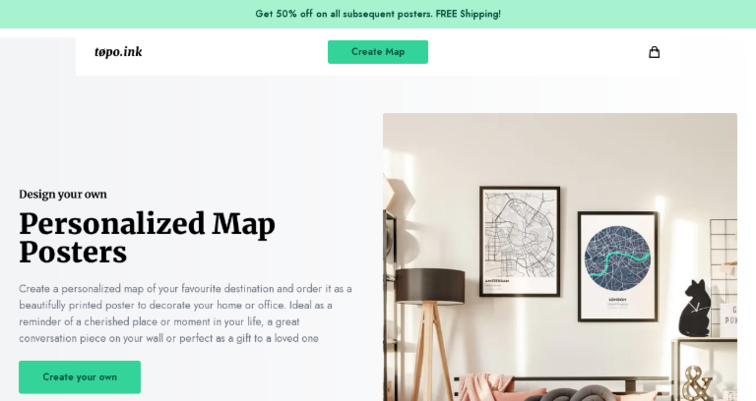 Get 50% off on all subsequent posters. FREE Shipping!
tøpo.ink
Create Map
Design your own
Personalized Map
Posters
Create a personalized map of your favourite destination and order it as a
beautifully printed poster to decorate your home or office. Ideal as a
reminder of a cherished place or moment in your life, a great
conversation piece on your wall or perfect as a gift to a loved one
Create your own
AMSTERDAM
LONDON
&